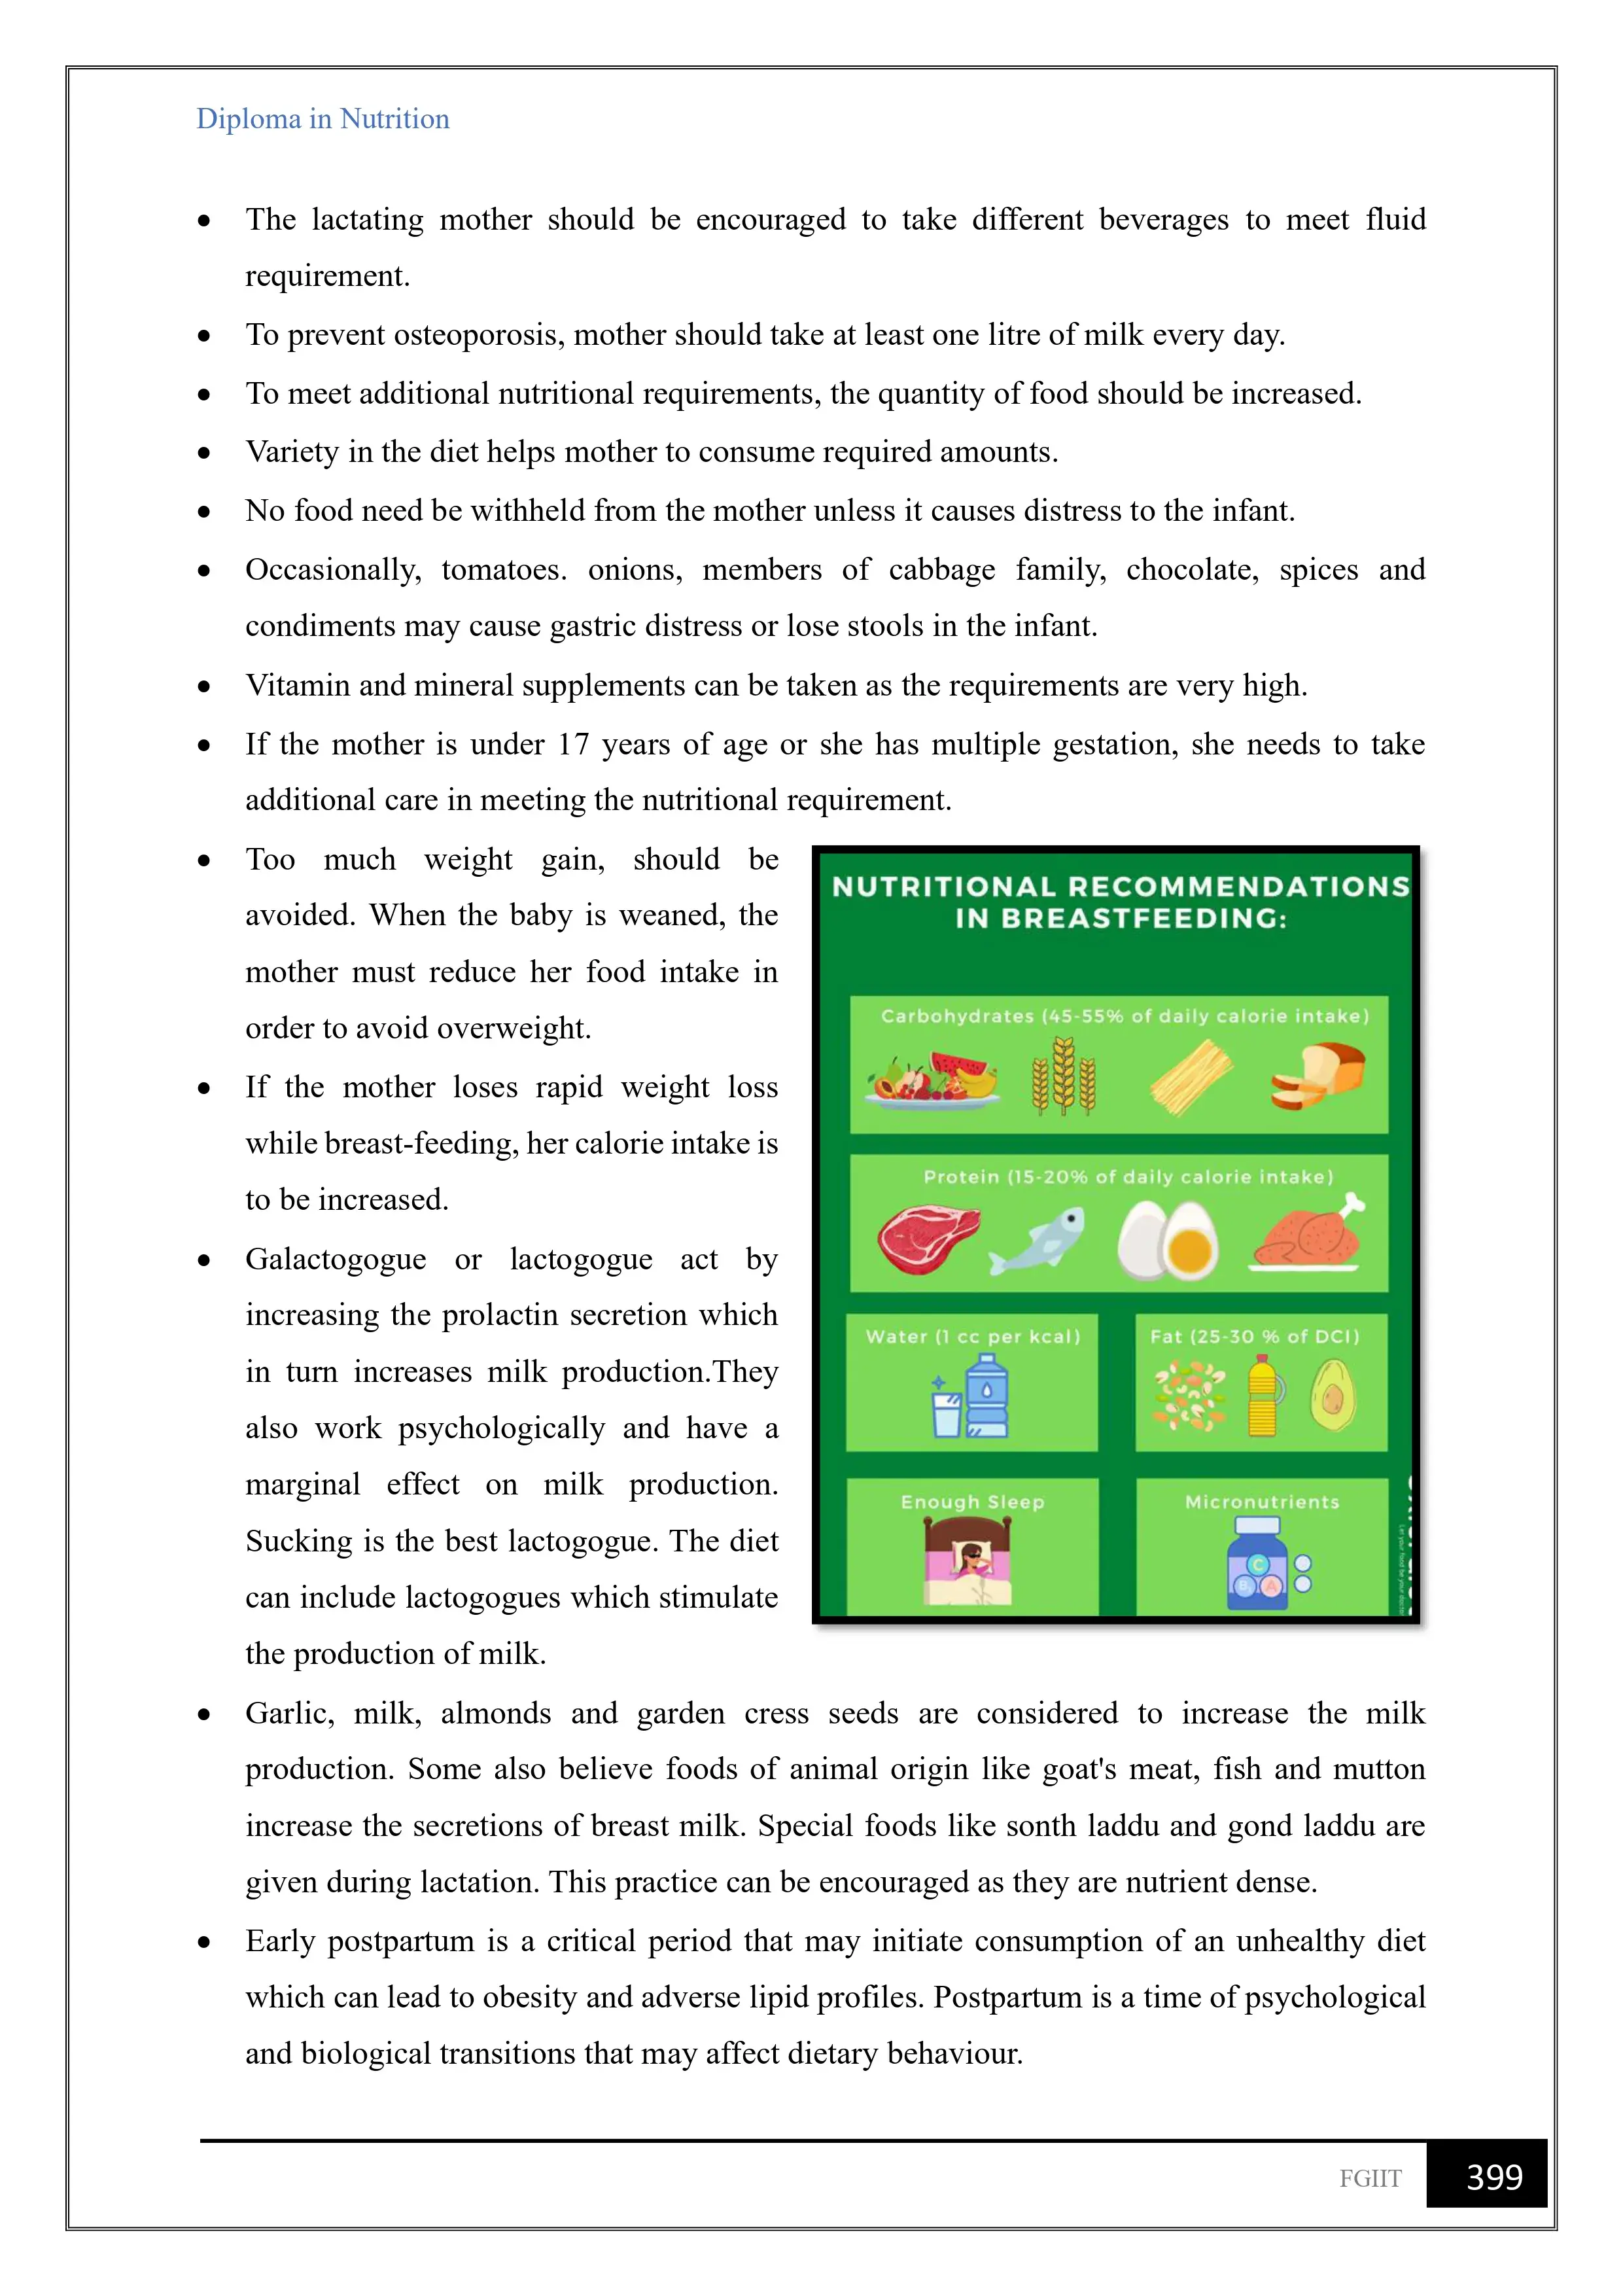 Diploma in Nutrition
• The lactating mother should be encouraged to take different beverages to meet fluid
requirement.
• To prevent osteoporosis, mother should take at least one litre of milk every day.
• To meet additional nutritional requirements, the quantity of food should be increased.
• Variety in the diet helps mother to consume required amounts.
• No food need be withheld from the mother unless it causes distress to the infant.
• Occasionally, tomatoes. onions, members of cabbage family, chocolate, spices and
condiments may cause gastric distress or lose stools in the infant.
• Vitamin and mineral supplements can be taken as the requirements are very high.
• If the mother is under 17 years of age or she has multiple gestation, she needs to take
additional care in meeting the nutritional requirement.
• Too much weight gain, should be
avoided. When the baby is weaned, the
mother must reduce her food intake in
order to avoid overweight.
• If the mother loses rapid weight loss
while breast-feeding, her calorie intake is
to be increased.
• Galactogogue or lactogogue act by
increasing the prolactin secretion which
in turn increases milk production.They
also work psychologically and have a
marginal effect on milk production.
Sucking is the best lactogogue. The diet
can include lactogogues which stimulate
the production of milk.
NUTRITIONAL RECOMMENDATIONS
IN BREASTFEEDING:
Carbohydrates (45-55% of daily calorie intake)
Protein (15-20% of daily calorie intake)
Water (1 cc per kcal)
Fat (25-30 % of DCI)
Enough Sleep
Micronutrients
C
B
A
• Garlic, milk, almonds and garden cress seeds are considered to increase the milk
production. Some also believe foods of animal origin like goat's meat, fish and mutton
increase the secretions of breast milk. Special foods like sonth laddu and gond laddu are
given during lactation. This practice can be encouraged as they are nutrient dense.
• Early postpartum is a critical period that may initiate consumption of an unhealthy diet
which can lead to obesity and adverse lipid profiles. Postpartum is a time of psychological
and biological transitions that may affect dietary behaviour.
FGIIT
399